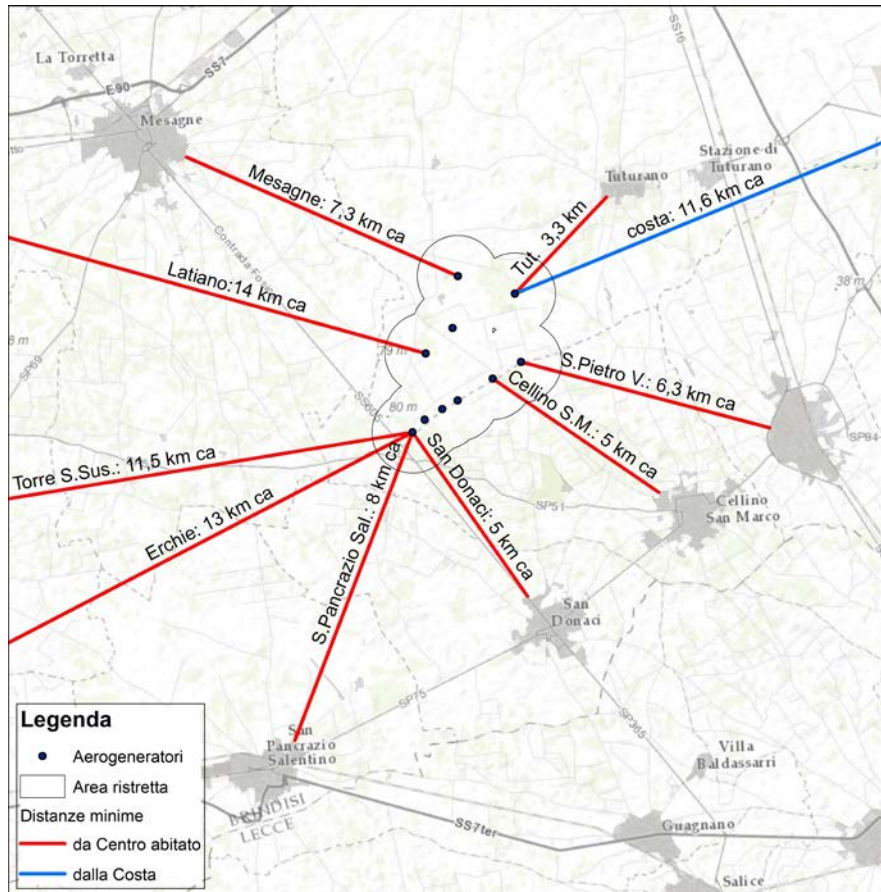 La Torretta
E90
SS7
SS16
Mesagne
Stazione di
Tuturano
Tuturano
Mesagne: 7,3 km ca
costa: 11,6 km ca
Tut. 3,3 km
Latiano:14 km ca
38 m
79 m
SP69
S.Pietro V.: 6,3 km ca
80 m
SS605
Cellino S.M.: 5 km ca
SP84
Torre S.Sus.: 11,5 km ca
San Donaci: 5 km ca
Cellino
San Marco
SP51
Erchie: 13 km ca
S.Pancrazio Sal.: 8 km ca
San
Donaci
SP75
SP365
San
Pancrazio
Salentino
Villa
Baldassarri
BRINDISI
LECCE
SS7ter
Guagnano
Salice
Legenda
Aerogeneratori
Area ristretta
Distanze minime
da Centro abitato
dalla Costa